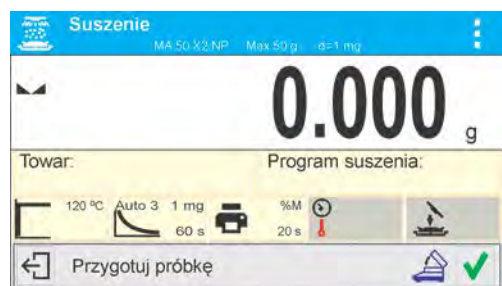 Suszenie
MA 50.X2.NP Max 50 g d=1 mg
0.000 g
Towar: Program suszenia:
120 ºC Auto 3 1 mg %M
60 s 20 s
Przygotuj próbkę